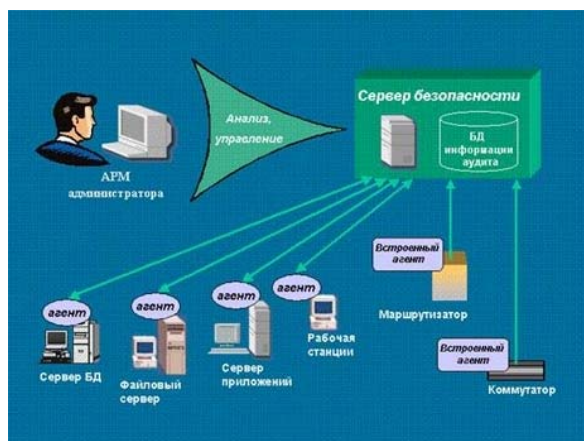 Сервер безопасности
Анализ,
управление
БД
информации
аудита
АРМ
администратора
Встроенный
агент
агент
агент
агент
агент
Маршрутизатор
Рабочая
станции
Сервер БД
Файловый
сервер
Сервер
приложений
Встроенный
агент
Коммутатор